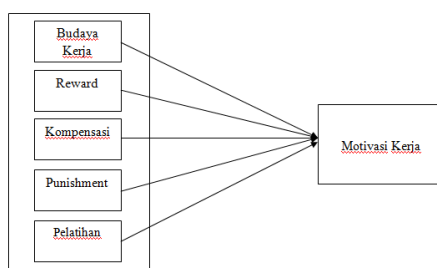 Budaya
Kerja
Reward
Kompensasi
Punishment
Pelatihan
Motivasi Kerja